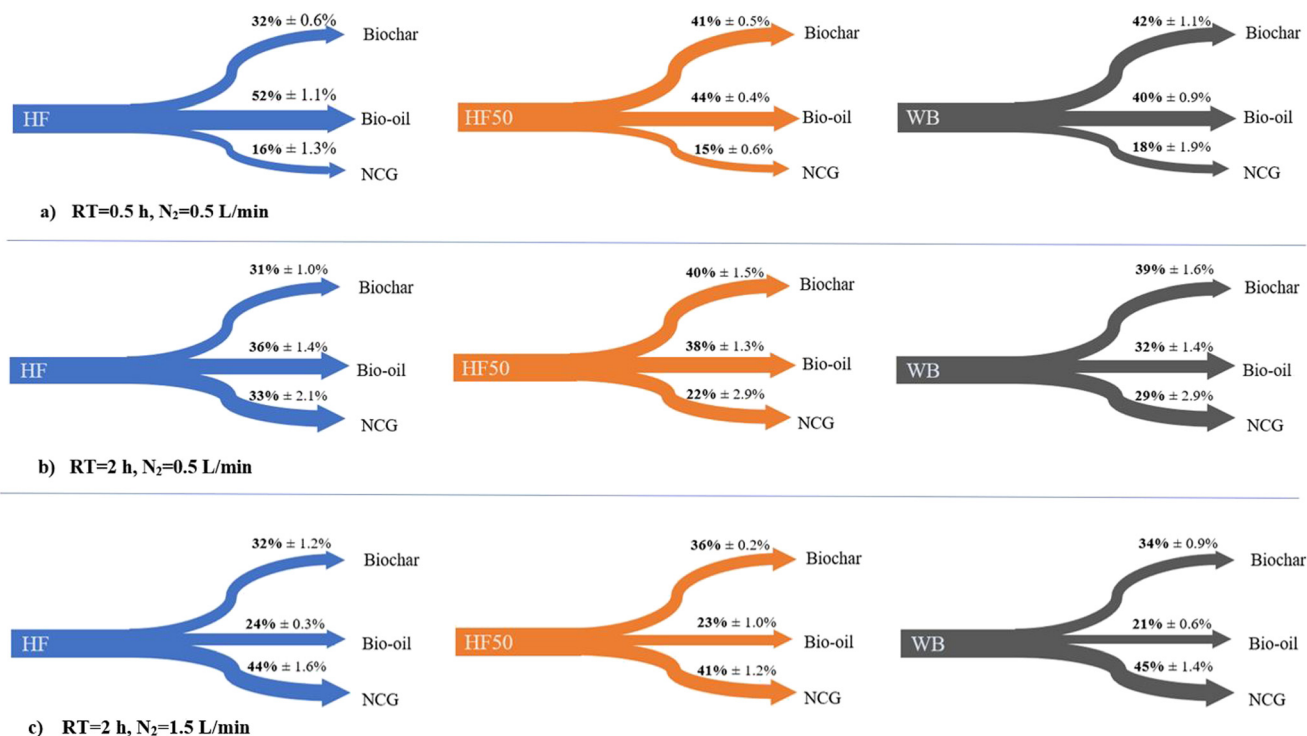 32% ± 0.6%
Biochar
52% ± 1.1%
HF
Bio-oil
16% ± 1.3%
NCG
41% ± 0.5%
Biochar
44% ± 0.4%
HF50
Bio-oil
15% ± 0.6%
NCG
42% ± 1.1%
Biochar
40% ± 0.9%
WB
Bio-oil
18% ± 1.9%
NCG
a) RT=0.5 h, N₂=0.5 L/min
31% ± 1.0%
Biochar
36% ± 1.4%
HF
Bio-oil
33% ± 2.1%
NCG
40% ± 1.5%
Biochar
38% ± 1.3%
HF50
Bio-oil
22% ± 2.9%
NCG
39% ± 1.6%
Biochar
32% ± 1.4%
WB
Bio-oil
29% ± 2.9%
NCG
b) RT=2 h, N₂=0.5 L/min
32% ± 1.2%
Biochar
24% ± 0.3%
HF
Bio-oil
44% ± 1.6%
NCG
36% ± 0.2%
Biochar
23% ± 1.0%
HF50
Bio-oil
41% ± 1.2%
NCG
34% ± 0.9%
Biochar
21% ± 0.6%
WB
Bio-oil
45% ± 1.4%
NCG
c) RT=2 h, N₂=1.5 L/min